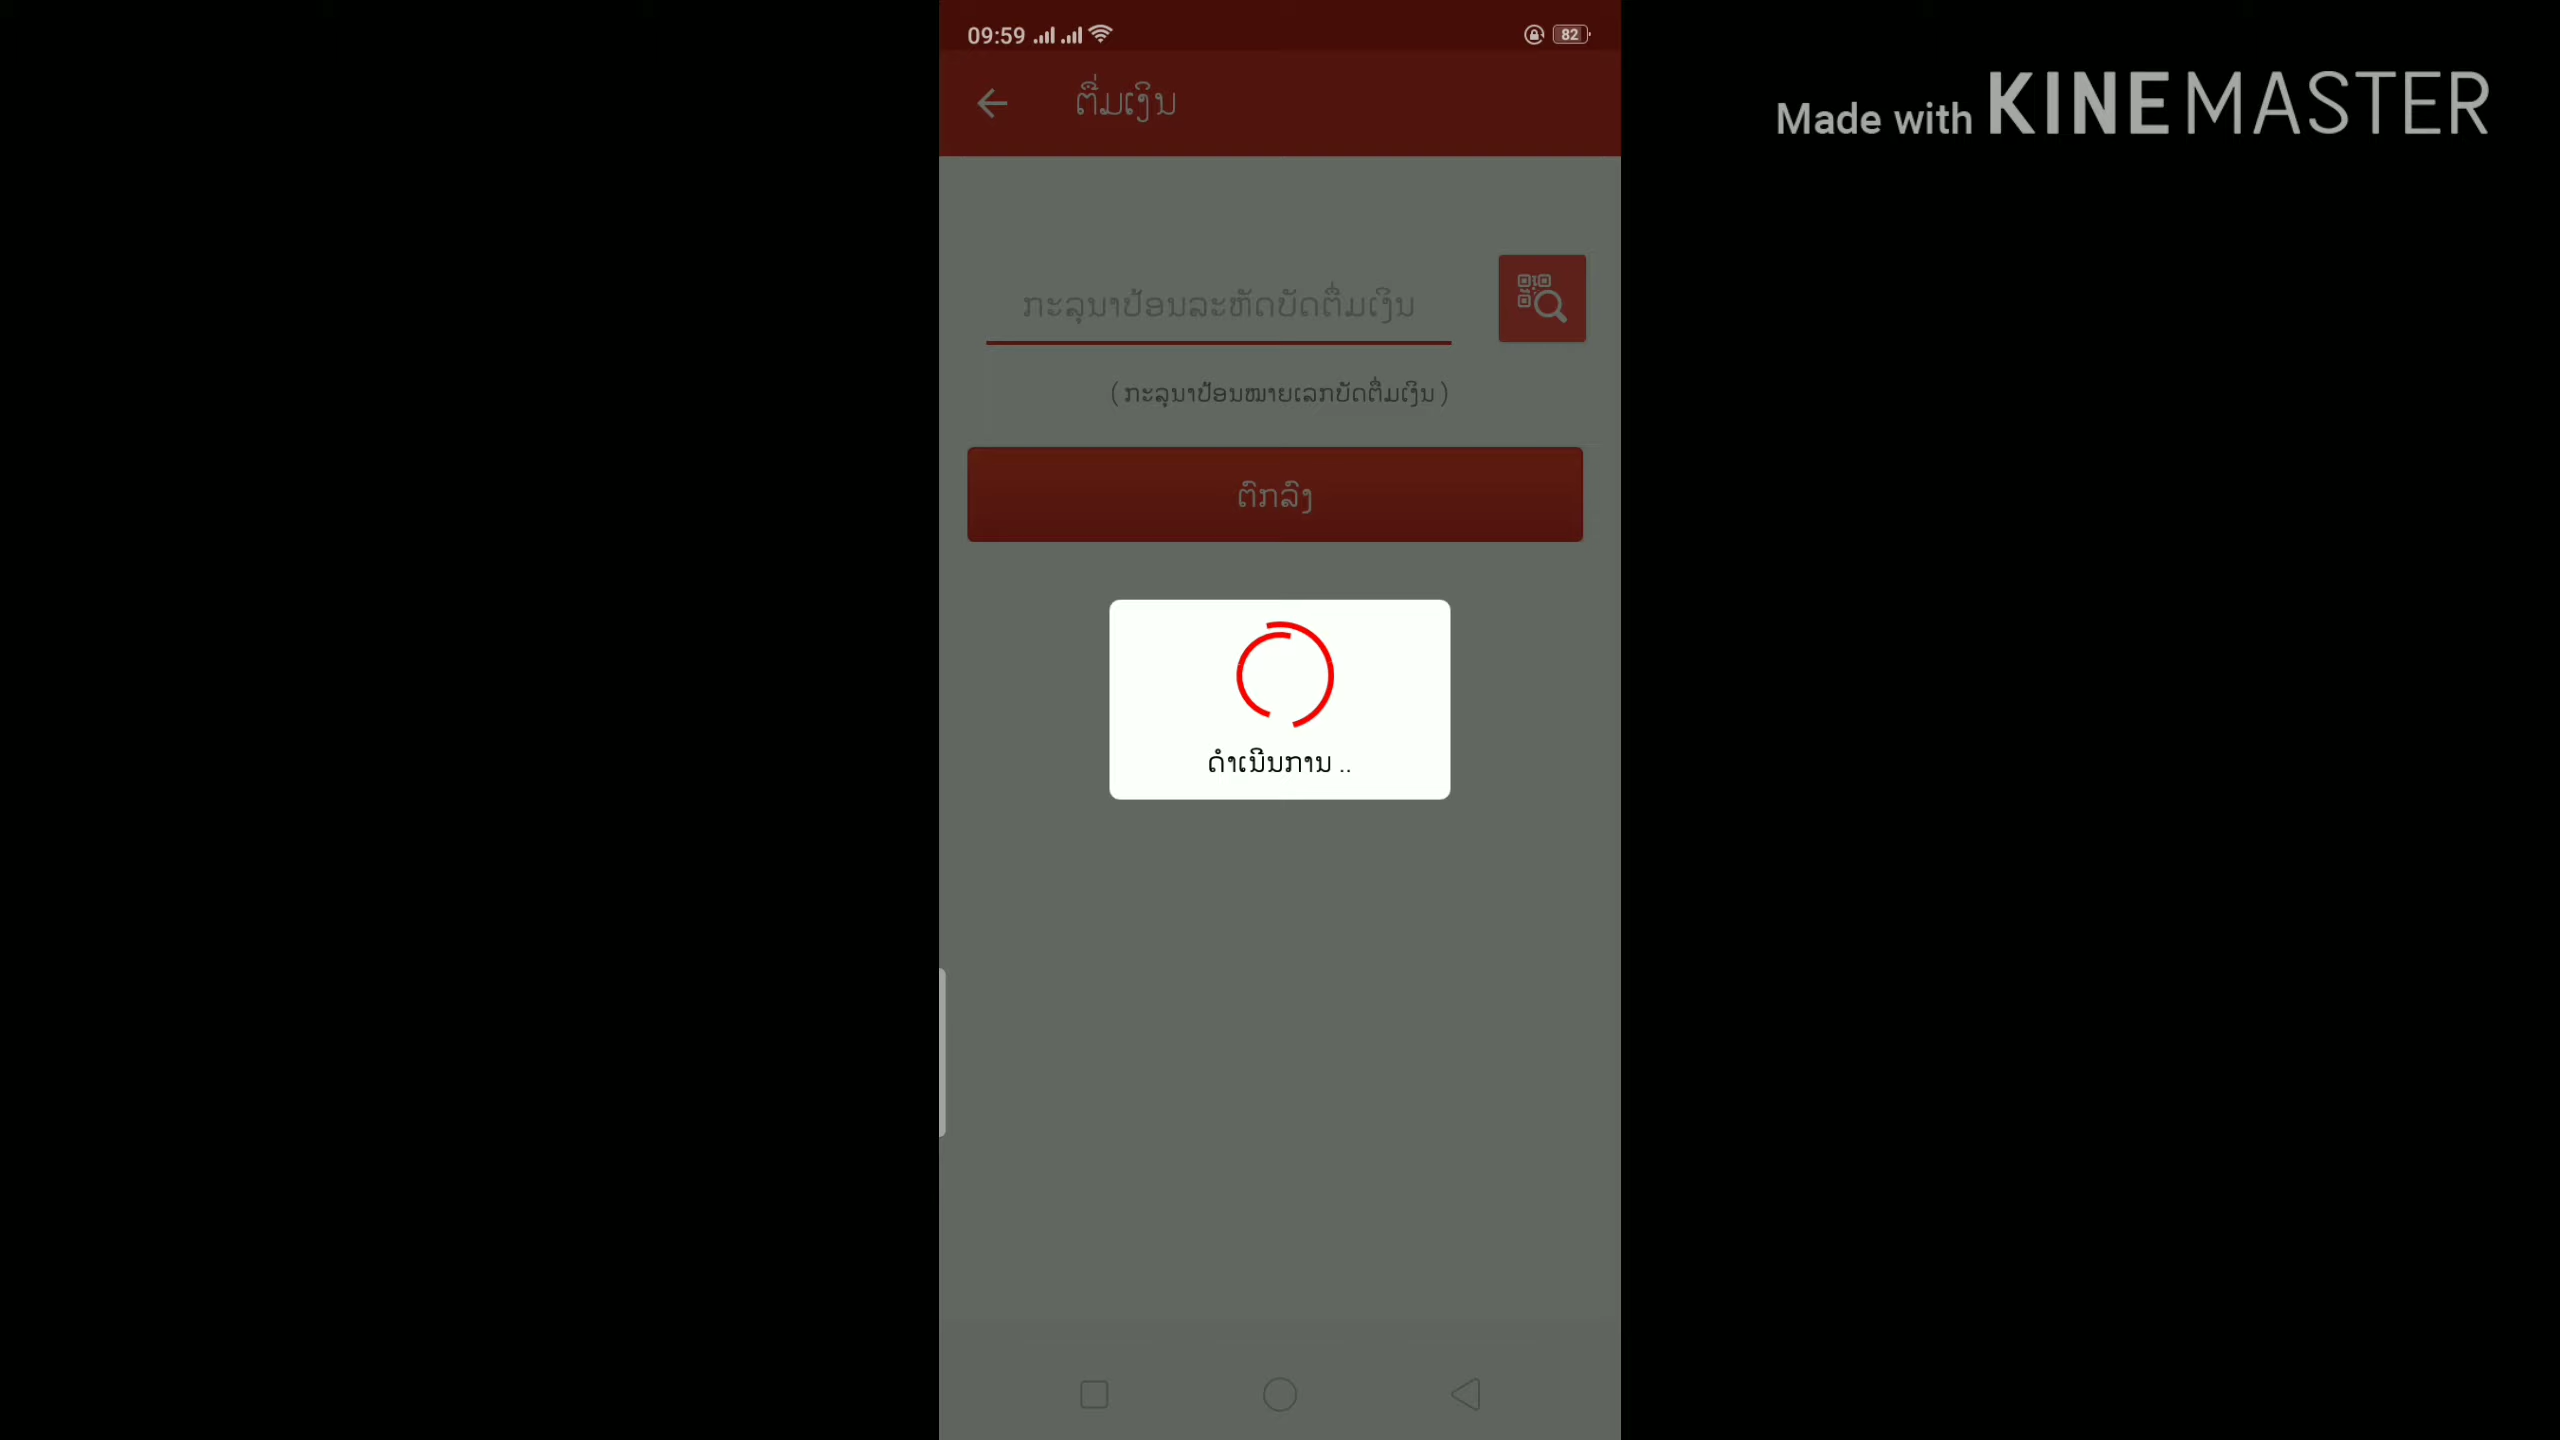 09:59
82
ຕື່ມເງິນ
Made with KINEMASTER
ກະລຸນາປ້ອນລະຫັດບັດຕື່ມເງິນ
( ກະລຸນາປ້ອນໝາຍເລກບັດຕື່ມເງິນ )
ຕົກລົງ
ດຳເນີນການ ..